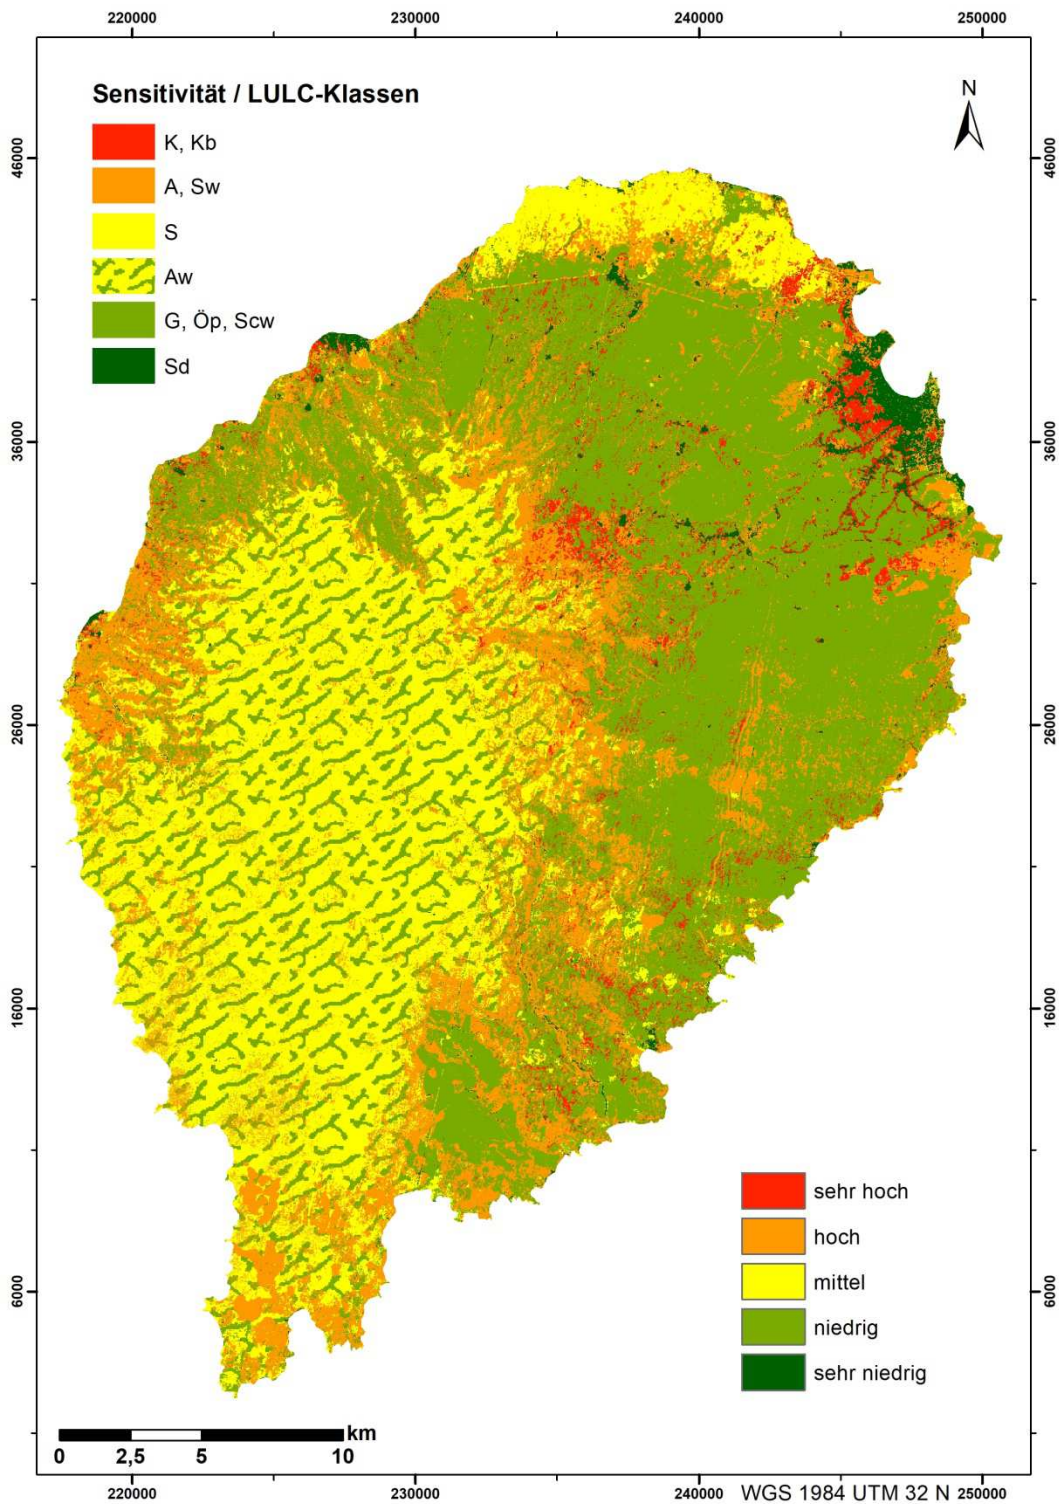 220000 230000 240000 250000
Sensitivität / LULC-Klassen
K, Kb
A, Sw
S
Aw
G, Öp, Scw
Sd
N
46000 46000
36000 36000
26000 26000
16000 16000
6000 6000
sehr hoch
hoch
mittel
niedrig
sehr niedrig
km
0 2,5 5 10
220000 230000 240000 250000
WGS 1984 UTM 32 N